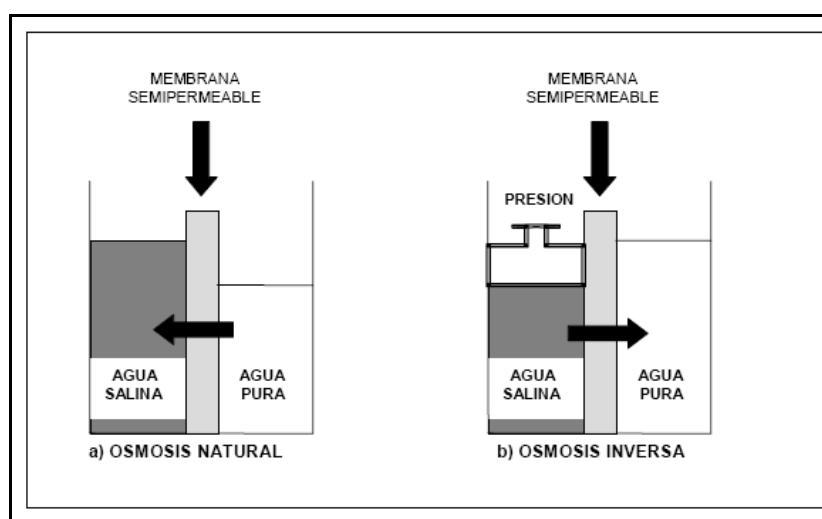 MEMBRANA
SEMIPERMEABLE
AGUA
SALINA
AGUA
PURA
a) OSMOSIS NATURAL
MEMBRANA
SEMIPERMEABLE
PRESION
AGUA
SALINA
AGUA
PURA
b) OSMOSIS INVERSA